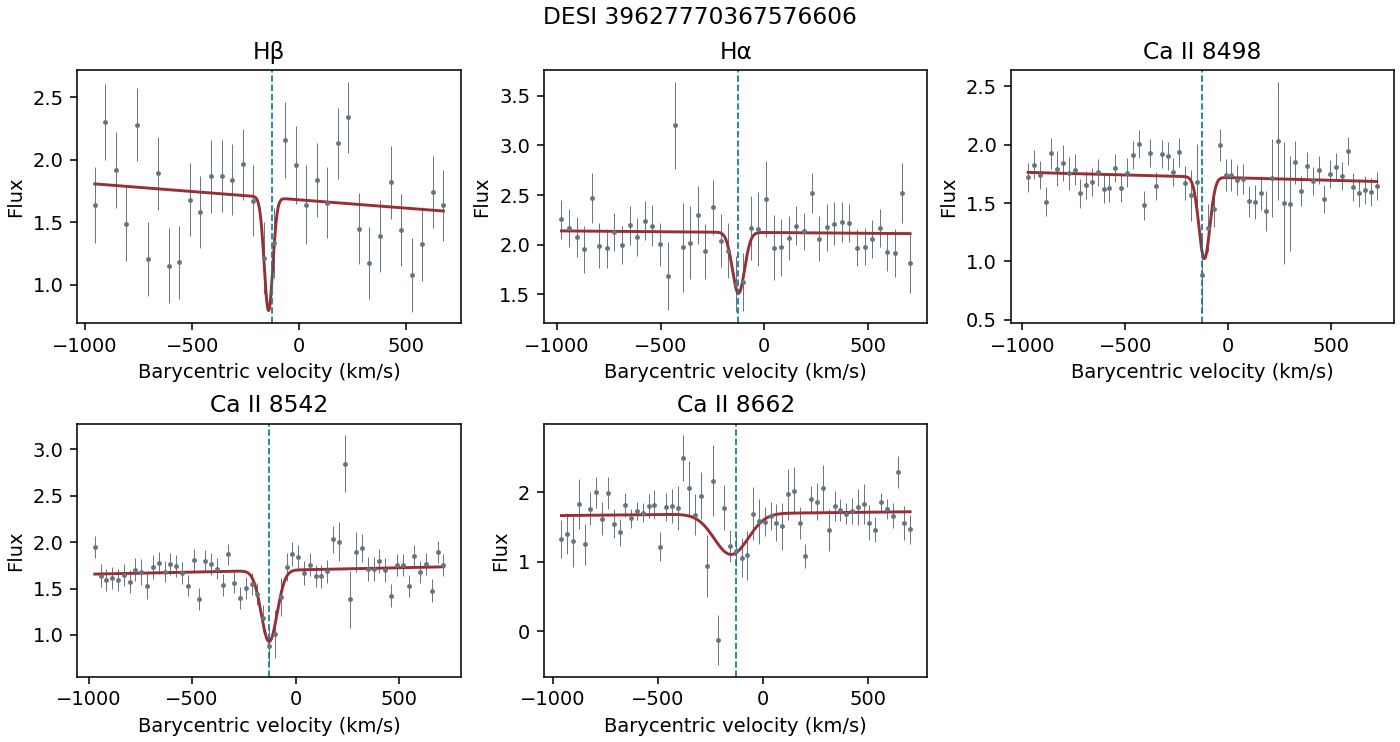 DESI 39627770367576606
Hβ
Hα
Ca II 8498
Flux
2.5
2.0
1.5
1.0
−1000
−500
0
500
Barycentric velocity (km/s)
Flux
3.5
3.0
2.5
2.0
1.5
−1000
−500
0
500
Barycentric velocity (km/s)
Flux
2.5
2.0
1.5
1.0
0.5
−1000
−500
0
500
Barycentric velocity (km/s)
Ca II 8542
Ca II 8662
Flux
3.0
2.5
2.0
1.5
1.0
−1000
−500
0
500
Barycentric velocity (km/s)
Flux
2
1
0
−1000
−500
0
500
Barycentric velocity (km/s)